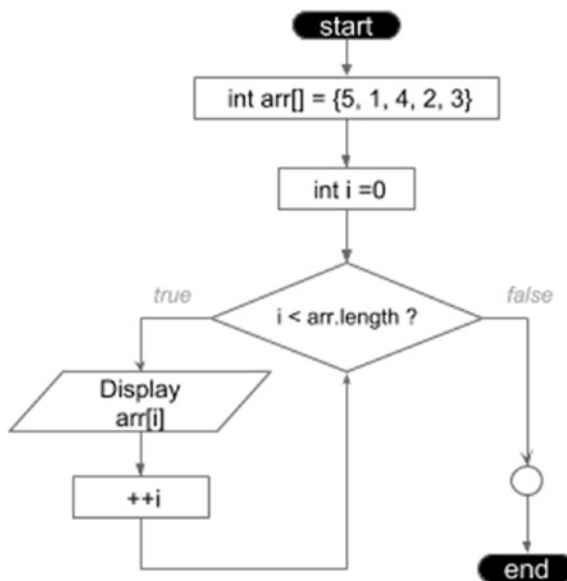 start
int arr[] = {5, 1, 4, 2, 3}
int i =0
i < arr.length ?
true
false
Display
arr[i]
++i
end